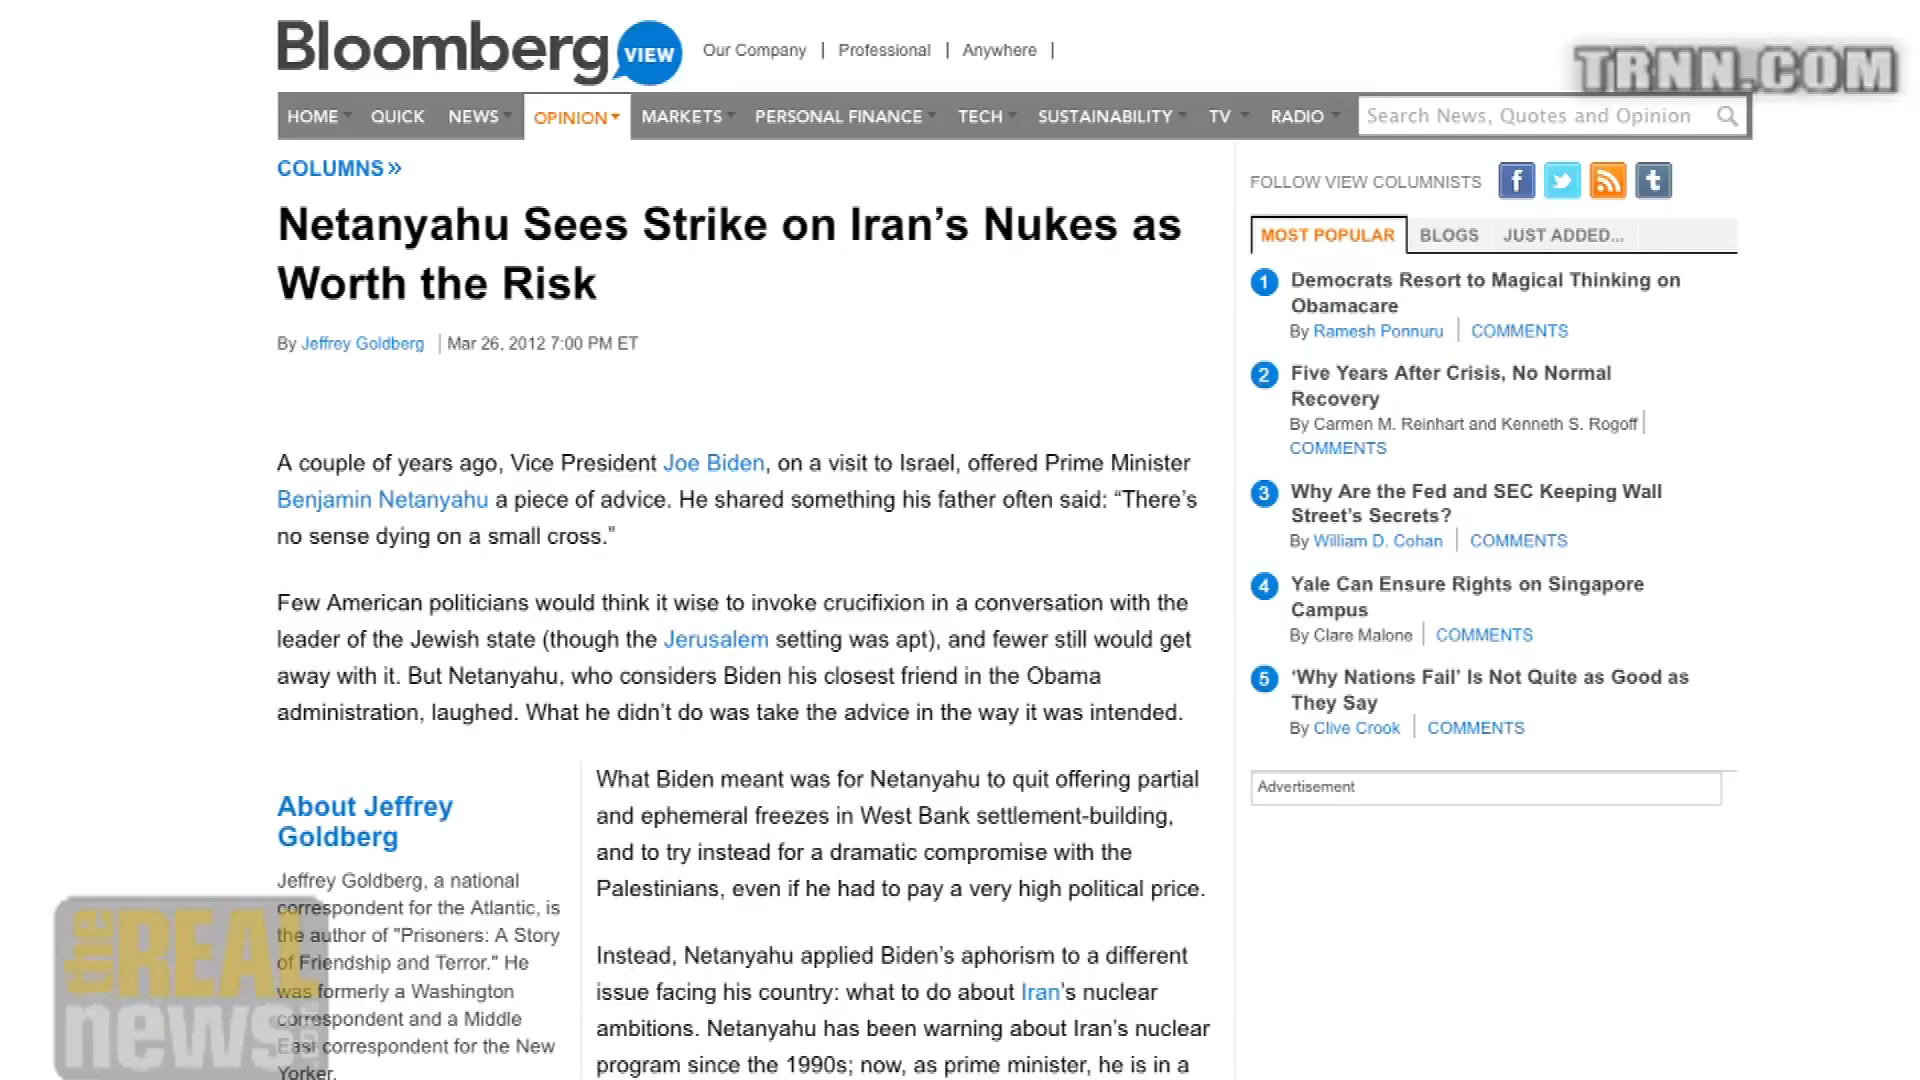 Bloomberg VIEW Our Company | Professional | Anywhere |
TRNN.COM
HOME QUICK NEWS OPINION MARKETS PERSONAL FINANCE TECH SUSTAINABILITY TV RADIO Search News, Quotes and Opinion
COLUMNS »
Netanyahu Sees Strike on Iran’s Nukes as
Worth the Risk
By Jeffrey Goldberg | Mar 26, 2012 7:00 PM ET
A couple of years ago, Vice President Joe Biden, on a visit to Israel, offered Prime Minister
Benjamin Netanyahu a piece of advice. He shared something his father often said: “There’s
no sense dying on a small cross.”
Few American politicians would think it wise to invoke crucifixion in a conversation with the
leader of the Jewish state (though the Jerusalem setting was apt), and fewer still would get
away with it. But Netanyahu, who considers Biden his closest friend in the Obama
administration, laughed. What he didn’t do was take the advice in the way it was intended.
About Jeffrey
Goldberg
Jeffrey Goldberg, a national
correspondent for the Atlantic, is
the author of "Prisoners: A Story
of Friendship and Terror." He
was formerly a Washington
correspondent and a Middle
East correspondent for the New
Yorker.
What Biden meant was for Netanyahu to quit offering partial
and ephemeral freezes in West Bank settlement-building,
and to try instead for a dramatic compromise with the
Palestinians, even if he had to pay a very high political price.
Instead, Netanyahu applied Biden’s aphorism to a different
issue facing his country: what to do about Iran’s nuclear
ambitions. Netanyahu has been warning about Iran’s nuclear
program since the 1990s; now, as prime minister, he is in a
FOLLOW VIEW COLUMNISTS
MOST POPULAR BLOGS JUST ADDED...
1 Democrats Resort to Magical Thinking on
Obamacare
By Ramesh Ponnuru | COMMENTS
2 Five Years After Crisis, No Normal
Recovery
By Carmen M. Reinhart and Kenneth S. Rogoff |
COMMENTS
3 Why Are the Fed and SEC Keeping Wall
Street’s Secrets?
By William D. Cohan | COMMENTS
4 Yale Can Ensure Rights on Singapore
Campus
By Clare Malone | COMMENTS
5 ‘Why Nations Fail’ Is Not Quite as Good as
They Say
By Clive Crook | COMMENTS
Advertisement
the REAL
news